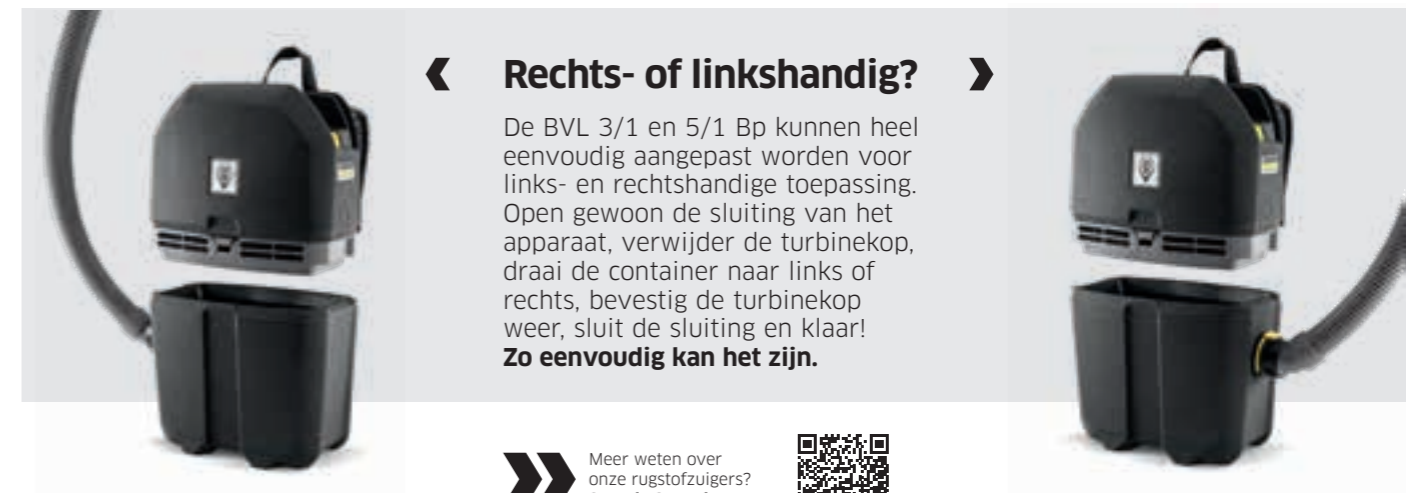 Rechts- of linkshandig?
De BVL 3/1 en 5/1 Bp kunnen heel
eenvoudig aangepast worden voor
links- en rechtshandige toepassing.
Open gewoon de sluiting van het
apparaat, verwijder de turbinekop,
draai de container naar links of
rechts, bevestig de turbinekop
weer, sluit de sluiting en klaar!
Zo eenvoudig kan het zijn.
Meer weten over
onze rugstofzuigers?